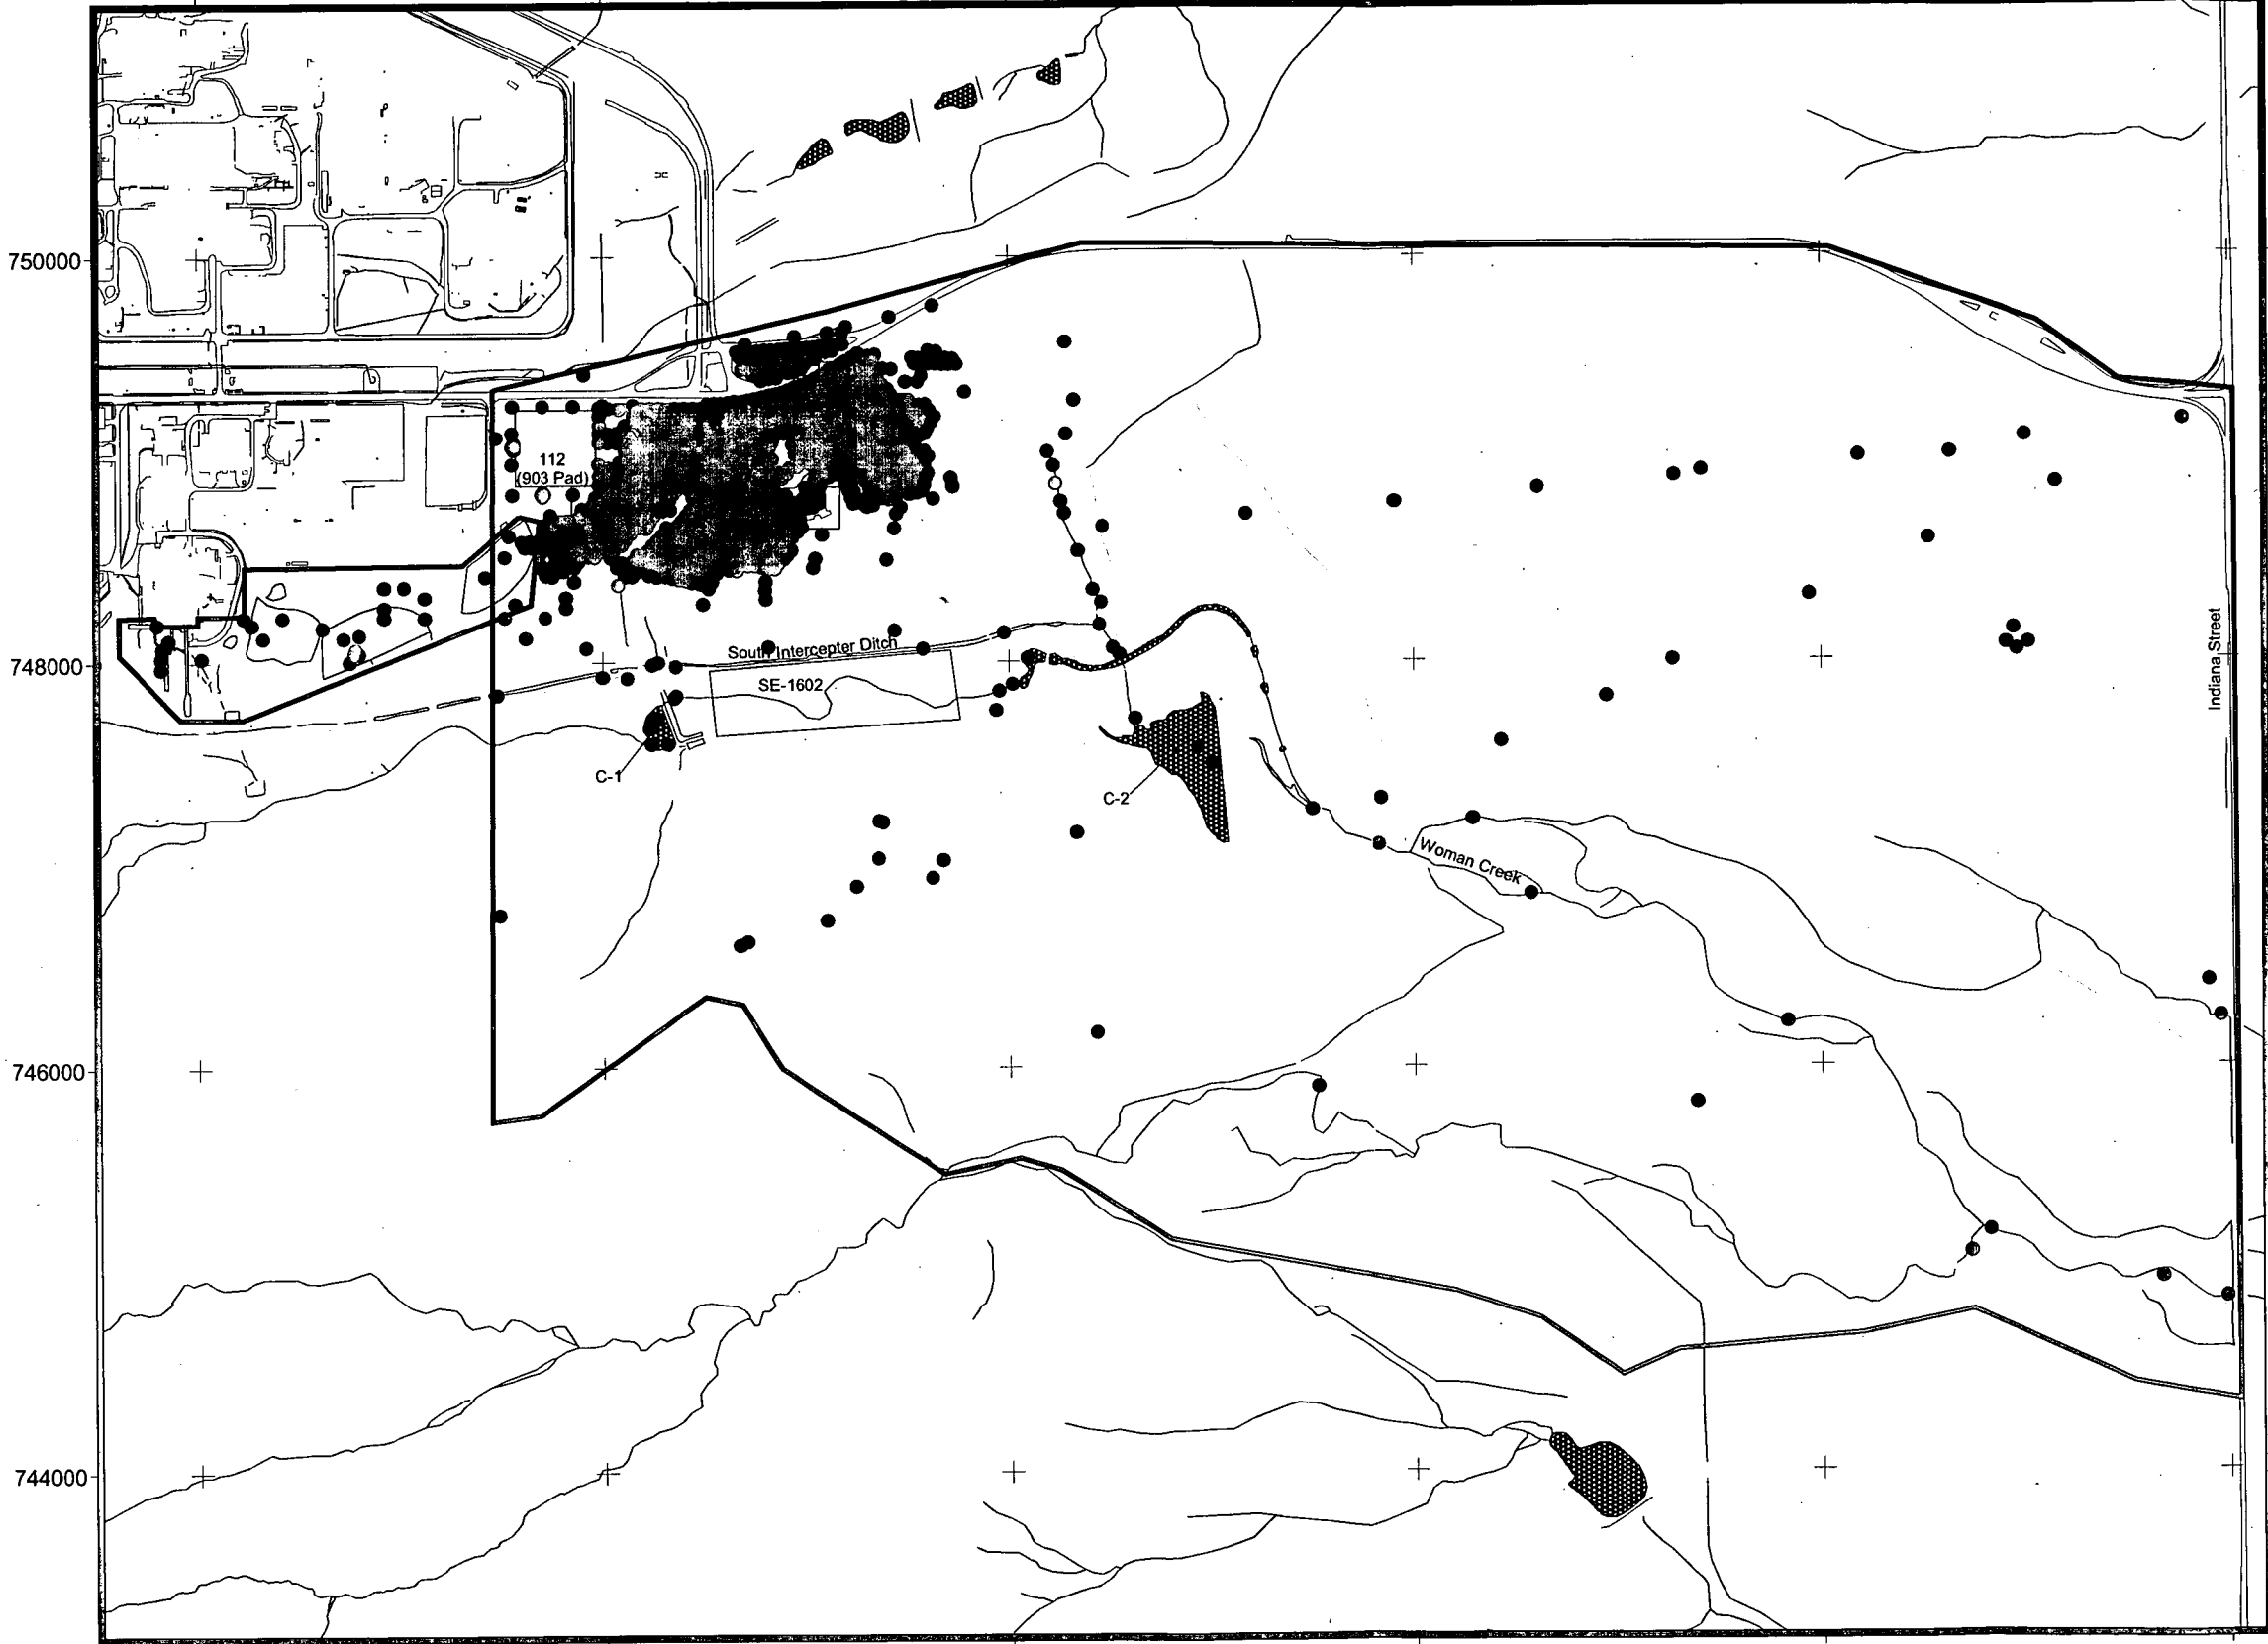 750000
112
(903 Pad)
Indiana Street
South Intercepter Ditch
748000
SE-1602
C-1
C-2
Woman Creek
746000
744000